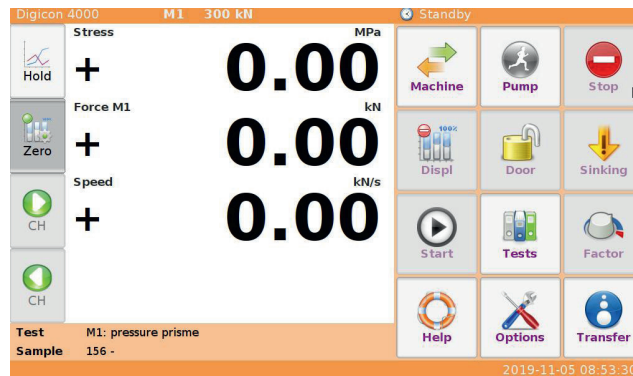 Digicon 4000 M1 300 kN Standby
Stress MPa
+ 0.00
Hold
Force M1 kN
+ 0.00
Zero
Speed kN/s
+ 0.00
CH
CH
Machine Pump Stop
100%
Displ Door Sinking
Start Tests Factor
Help Options Transfer
Test M1: pressure prisme
Sample 156 -
2019-11-05 08:53:30